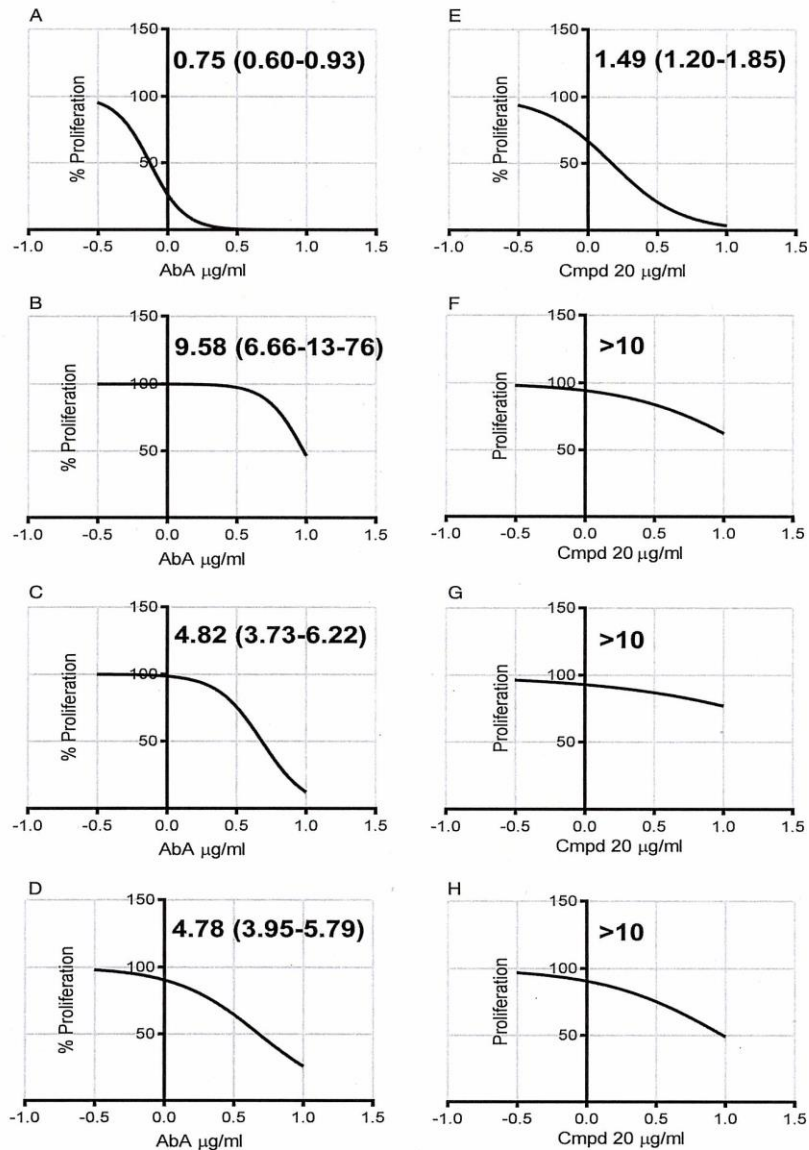 A
150
0.75 (0.60-0.93)
100
50
% Proliferation
-1.0 -0.5 0.0 0.5 1.0 1.5
AbA µg/ml
E
150
1.49 (1.20-1.85)
100
50
% Proliferation
-1.0 -0.5 0.0 0.5 1.0 1.5
Cmpd 20 µg/ml
B
150
9.58 (6.66-13-76)
100
50
% Proliferation
-1.0 -0.5 0.0 0.5 1.0 1.5
AbA µg/ml
F
150
>10
100
50
Proliferation
-1.0 -0.5 0.0 0.5 1.0 1.5
Cmpd 20 µg/ml
C
150
4.82 (3.73-6.22)
100
50
% Proliferation
-1.0 -0.5 0.0 0.5 1.0 1.5
AbA µg/ml
G
150
>10
100
50
Proliferation
-1.0 -0.5 0.0 0.5 1.0 1.5
Cmpd 20 µg/ml
D
150
4.78 (3.95-5.79)
100
50
% Proliferation
-1.0 -0.5 0.0 0.5 1.0 1.5
AbA µg/ml
H
150
>10
100
50
Proliferation
-1.0 -0.5 0.0 0.5 1.0 1.5
Cmpd 20 µg/ml